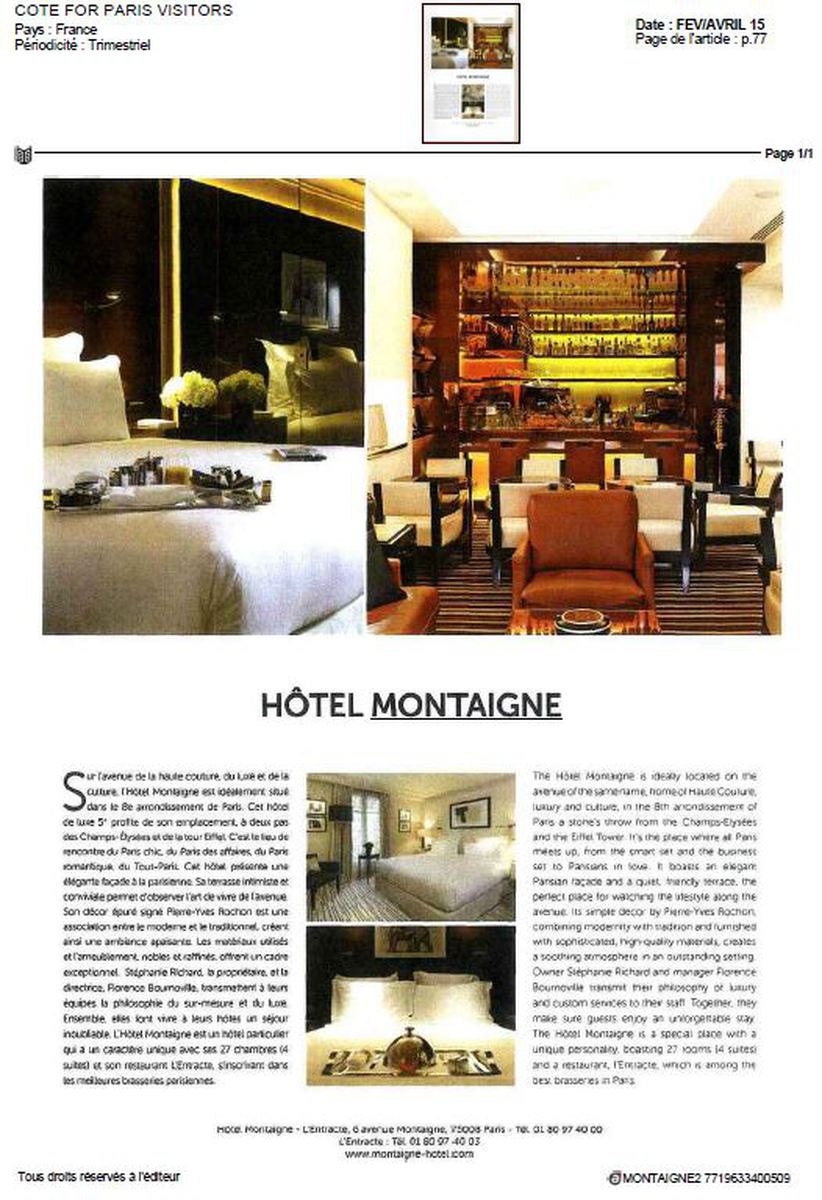 COTE FOR PARIS VISITORS
Pays : France
Périodicité : Trimestriel
Date : FEV/AVRIL 15
Page de l'article : p.77
Page 1/1
HÔTEL MONTAIGNE
Sur l'avenue de la haute couture, du luxe et de la
culture, l'Hôtel Montaigne est idéalement situé
dans le 8e arrondissement de Paris. Cet hôtel
de luxe 5* profite de son emplacement, à deux pas
des Champs-Élysées et de la tour Eiffel. C'est le lieu de
rencontre du Paris chic, du Paris des affaires, du Paris
romantique, du Tout-Paris. Cet hôtel présente une
élégante façade à la parisienne. Sa terrasse intimiste et
conviviale permet d'observer l'art de vivre de l'avenue.
Son décor épuré signé Pierre-Yves Rochon est une
association entre le moderne et le traditionnel, créant
ainsi une ambiance apaisante. Les matériaux utilisés
et l'ameublement, nobles et raffinés, offrent un cadre
exceptionnel. Stéphanie Richard, la propriétaire, et la
directrice, Florence Bournoville, transmettent à leurs
équipes la philosophie du sur-mesure et du luxe.
Ensemble, elles font vivre à leurs hôtes un séjour
inoubliable. L'Hôtel Montaigne est un hôtel particulier
qui a un caractère unique avec ses 27 chambres (4
suites) et son restaurant L'Entracte, s'inscrivant dans
les meilleures brasseries parisiennes.
The Hôtel Montaigne is ideally located on the
avenue of the same name, home of Haute Couture,
luxury and culture, in the 8th arrondissement of
Paris a stone's throw from the Champs-Elysées
and the Eiffel Tower. It's the place where all Paris
meets up, from the smart set and the business
set to Parisians in love. It boasts an elegant
Parisian façade and a quiet, friendly terrace, the
perfect place for watching the lifestyle along the
avenue. Its simple decor by Pierre-Yves Rochon,
combining modernity with tradition and furnished
with sophisticated, high-quality materials, creates
a soothing atmosphere in an outstanding setting.
Owner Stéphanie Richard and manager Florence
Bournoville transmit their philosophy of luxury
and custom services to their staff. Together, they
make sure guests enjoy an unforgettable stay.
The Hôtel Montaigne is a special place with a
unique personality, boasting 27 rooms (4 suites)
and a restaurant, l'Entracte, which is among the
best brasseries in Paris.
Hôtel Montaigne - L'Entracte, 6 avenue Montaigne, 75008 Paris - Tél. 01 80 97 40 00
L'Entracte : Tél. 01 80 97 40 03
www.montaigne-hotel.com
Tous droits réservés à l'éditeur
MONTAIGNE2 7719633400509